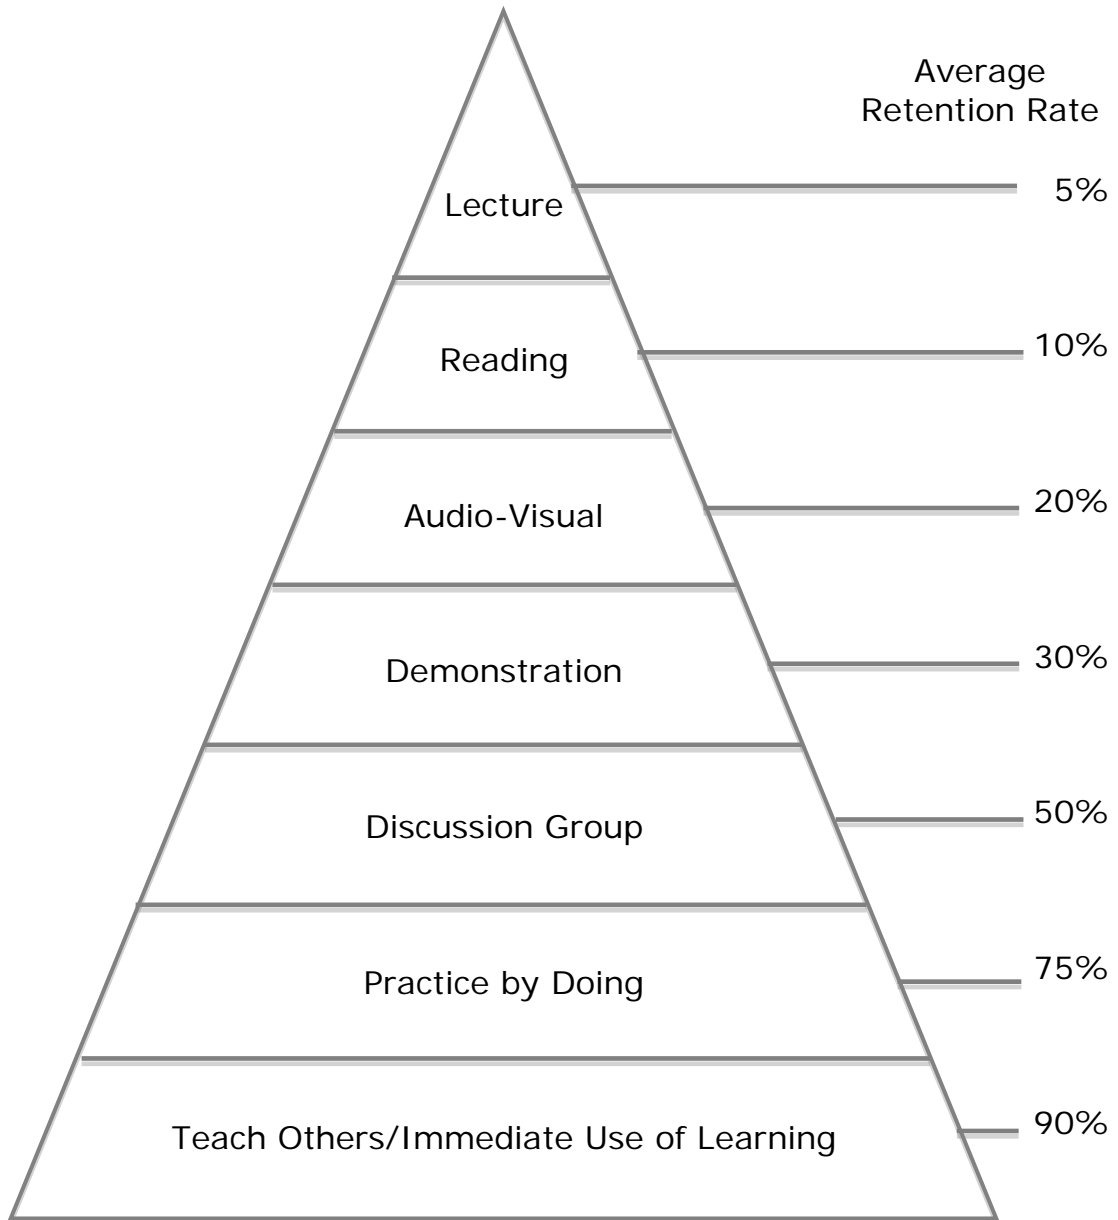 Average
Retention Rate
Lecture
5%
Reading
10%
Audio-Visual
20%
Demonstration
30%
Discussion Group
50%
Practice by Doing
75%
Teach Others/Immediate Use of Learning
90%